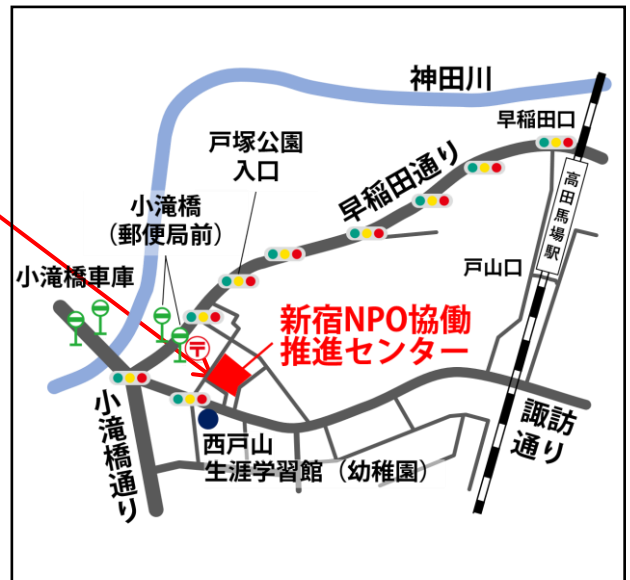 神田川
早稲田口
戸塚公園
入口
早稲田通り
高田馬場駅
小滝橋
（郵便局前）
戸山口
小滝橋車庫
新宿NPO協働
推進センター
〒
小滝橋通り
諏訪
通り
西戸山
生涯学習館（幼稚園）